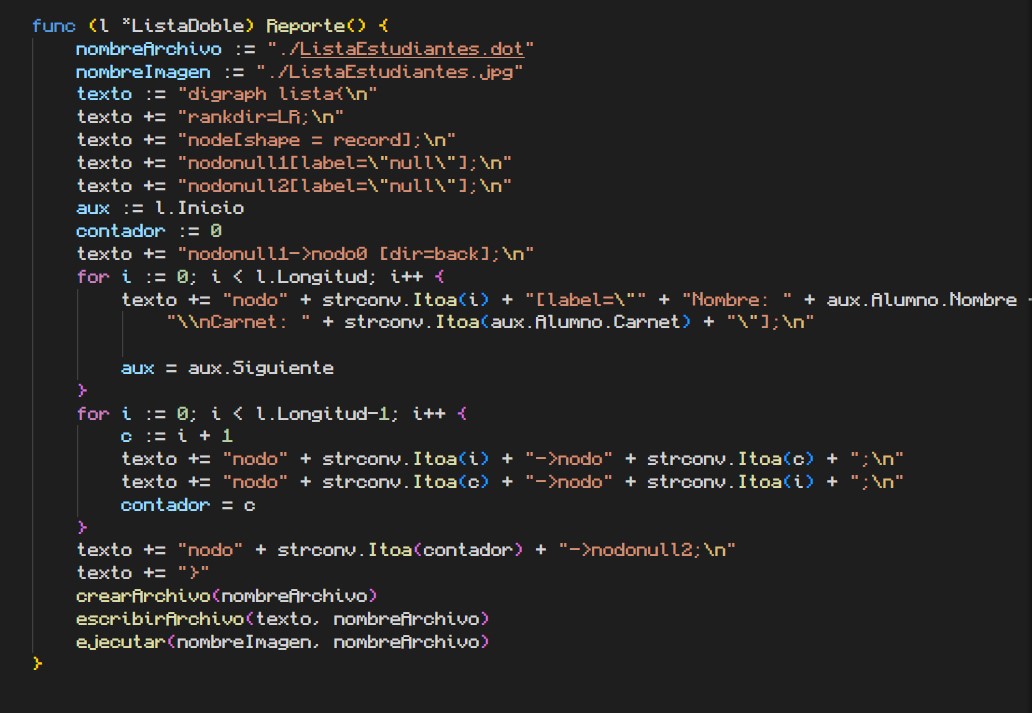 func (l *ListaDoble) Reporte() {
nombreArchivo := "./ListaEstudiantes.dot"
nombreImagen := "./ListaEstudiantes.jpg"
texto := "digraph lista{\n"
texto += "rankdir=LR;\n"
texto += "node[shape = record];\n"
texto += "nodonull1[label=\"null\"];\n"
texto += "nodonull2[label=\"null\"];\n"
aux := l.Inicio
contador := 0
texto += "nodonull1->nodo0 [dir=back];\n"
for i := 0; i < l.Longitud; i++ {
texto += "nodo" + strconv.Itoa(i) + "[label=\"" + "Nombre: " + aux.Alumno.Nombre +
"\\nCarnet: " + strconv.Itoa(aux.Alumno.Carnet) + "\"];\n"
aux = aux.Siguiente
}
for i := 0; i < l.Longitud-1; i++ {
c := i + 1
texto += "nodo" + strconv.Itoa(i) + "->nodo" + strconv.Itoa(c) + ";\n"
texto += "nodo" + strconv.Itoa(c) + "->nodo" + strconv.Itoa(i) + ";\n"
contador = c
}
texto += "nodo" + strconv.Itoa(contador) + "->nodonull2;\n"
texto += "}"
crearArchivo(nombreArchivo)
escribirArchivo(texto, nombreArchivo)
ejecutar(nombreImagen, nombreArchivo)
}